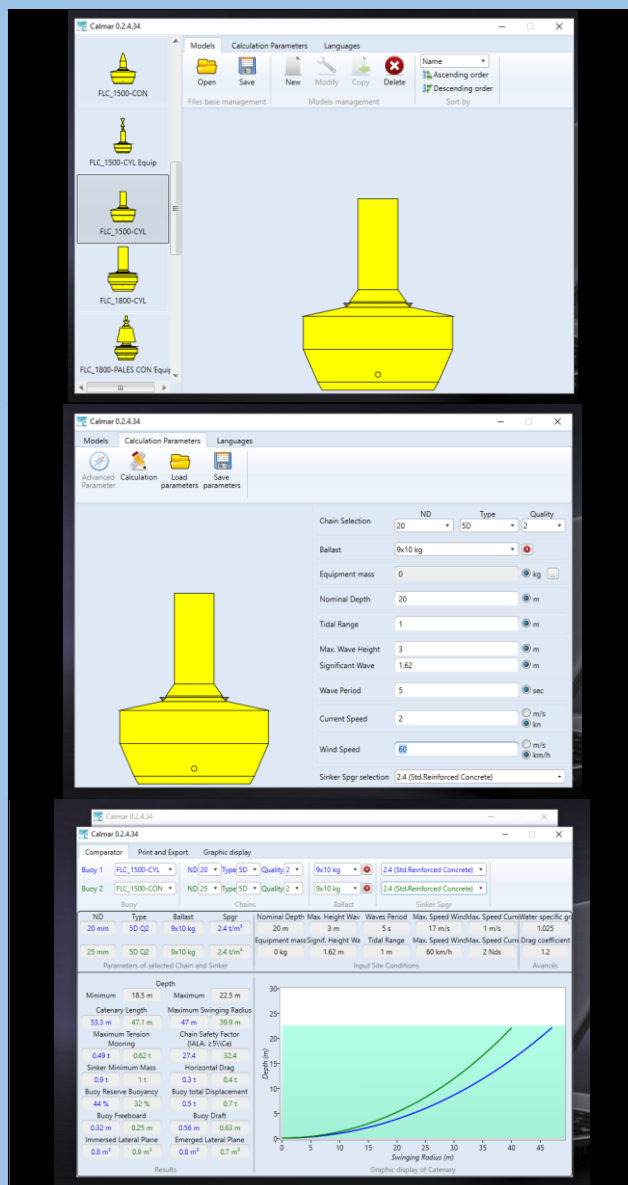 Calmar 0.2.4.34
Models Calculation Parameters Languages
Open Save New Modify Copy Delete
Name
Ascending order
Descending order
Files base management Models management Sort by
FLC_1500-CON
FLC_1500-CYL Equip
FLC_1500-CYL
FLC_1800-CYL
FLC_1800-PALES CON Equip
Calmar 0.2.4.34
Models Calculation Parameters Languages
Advanced Parameter Calculation Load parameters Save parameters
ND Type Quality
Chain Selection 20 5D 2
Ballast 9x10 kg
Equipment mass 0 kg ...
Nominal Depth 20 m
Tidal Range 1 m
Max. Wave Height 3 m
Significant Wave 1.62 m
Wave Period 5 sec
Current Speed 2 m/s
kn
Wind Speed 60 m/s
km/h
Sinker Spgr selection 2.4 (Std.Reinforced Concrete)
Calmar 0.2.4.34
Calmar 0.2.4.34
Comparator Print and Export Graphic display
Buoy 1 FLC_1500-CYL ND 20 Type 5D Quality 2 9x10 kg 2.4 (Std.Reinforced Concrete)
Buoy 2 FLC_1500-CON ND 25 Type 5D Quality 2 9x10 kg 2.4 (Std.Reinforced Concrete)
Buoy Chains Ballast Sinker Spgr
ND Type Ballast Spgr Nominal Depth Max. Height Wav Waves Period Max. Speed Wind Max. Speed Curre Water specific gr
20 mm 5D Q2 9x10 kg 2.4 t/m³ 20 m 3 m 5 s 17 m/s 1 m/s 1.025
Equipment mass Signif. Height Wa Tidal Range Max. Speed Wind Max. Speed Curre Drag coefficient
25 mm 5D Q2 9x10 kg 2.4 t/m³ 0 kg 1.62 m 1 m 60 km/h 2 Nds 1.2
Parameters of selected Chain and Sinker Input Site Conditions Avancés
Depth
Minimum 18.5 m Maximum 22.5 m
Catenary Length Maximum Swinging Radius
53.3 m 47.1 m 47 m 39.9 m
Maximum Tension Mooring Chain Safety Factor (IALA: ≥5\\Ce)
0.49 t 0.62 t 27.4 32.4
Sinker Minimum Mass Horizontal Drag
0.9 t 1 t 0.3 t 0.4 t
Buoy Reserve Buoyancy Buoy total Displacement
44 % 32 % 0.5 t 0.7 t
Buoy Freeboard Buoy Draft
0.32 m 0.25 m 0.56 m 0.63 m
Immersed Lateral Plane Emerged Lateral Plane
0.8 m² 0.9 m² 0.8 m² 0.7 m²
Results
Depth (m)
30
25
20
15
10
5
0
0 5 10 15 20 25 30 35 40 45
Swinging Radius (m)
Graphic display of Catenary